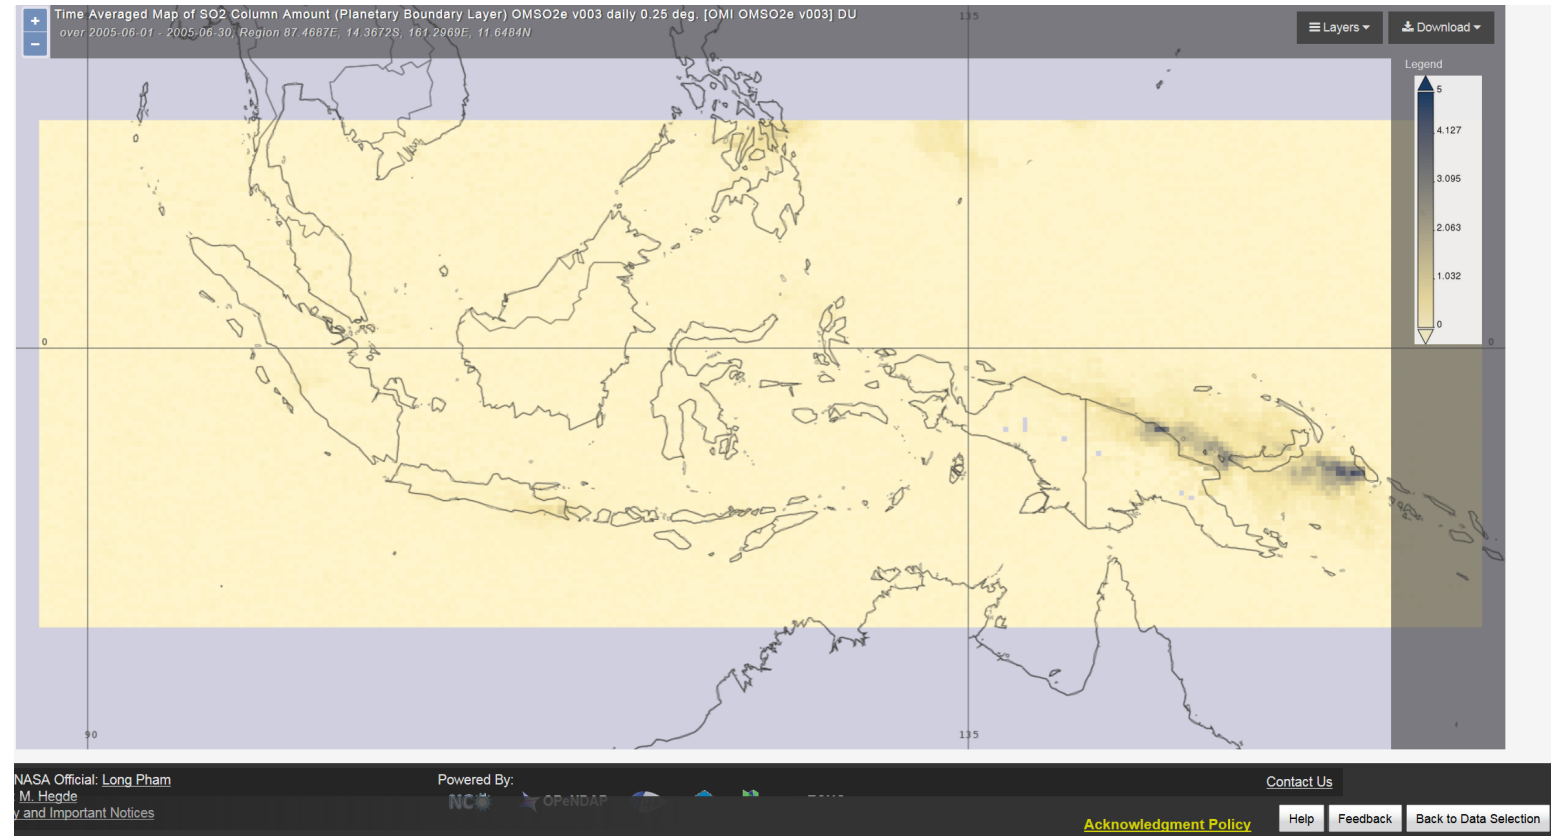 +
−
Time Averaged Map of SO2 Column Amount (Planetary Boundary Layer) OMSO2e v003 daily 0.25 deg. [OMI OMSO2e v003] DU
over 2005-06-01 - 2005-06-30, Region 87.4687E, 14.3672S, 161.2969E, 11.6484N
135
Layers
Download
Legend
5
4.127
3.095
2.063
1.032
0
0
0
90
135
NASA Official: Long Pham
M. Hegde
y and Important Notices
Powered By:
OPeNDAP
Contact Us
Acknowledgment Policy
Help
Feedback
Back to Data Selection